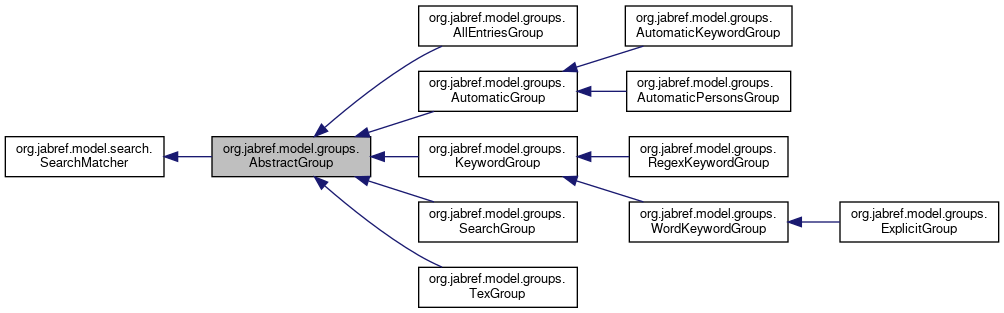 org.jabref.model.search.
SearchMatcher
org.jabref.model.groups.
AbstractGroup
org.jabref.model.groups.
AllEntriesGroup
org.jabref.model.groups.
AutomaticGroup
org.jabref.model.groups.
KeywordGroup
org.jabref.model.groups.
SearchGroup
org.jabref.model.groups.
TexGroup
org.jabref.model.groups.
AutomaticKeywordGroup
org.jabref.model.groups.
AutomaticPersonsGroup
org.jabref.model.groups.
RegexKeywordGroup
org.jabref.model.groups.
WordKeywordGroup
org.jabref.model.groups.
ExplicitGroup